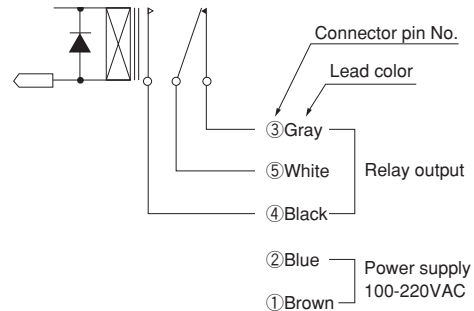 Connector pin No.
Lead color
③Gray
⑤White
Relay output
④Black
②Blue
Power supply
100-220VAC
①Brown